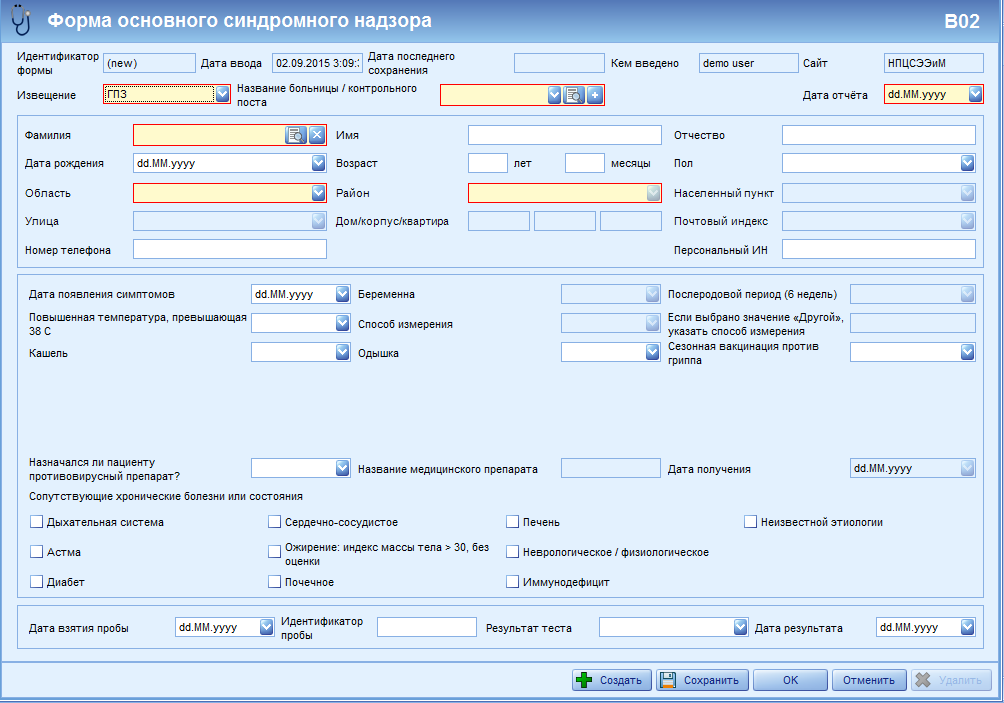 Форма основного синдромного надзора B02
Идентификатор формы (new) Дата ввода 02.09.2015 3:09: Дата последнего сохранения Кем введено demo user Сайт НПЦСЭЭиМ
Извещение ГПЗ Название больницы / контрольного поста Дата отчёта dd.MM.yyyy
Фамилия Имя Отчество
Дата рождения dd.MM.yyyy Возраст лет месяцы Пол
Область Район Населенный пункт
Улица Дом/корпус/квартира Почтовый индекс
Номер телефона Персональный ИН
Дата появления симптомов dd.MM.yyyy Беременна Послеродовой период (6 недель)
Повышенная температура, превышающая 38 С Способ измерения Если выбрано значение «Другой», указать способ измерения
Кашель Одышка Сезонная вакцинация против гриппа
Назначался ли пациенту противовирусный препарат? Название медицинского препарата Дата получения dd.MM.yyyy
Сопутствующие хронические болезни или состояния
Дыхательная система Сердечно-сосудистое Печень Неизвестной этиологии
Астма Ожирение: индекс массы тела > 30, без оценки Неврологическое / физиологическое
Диабет Почечное Иммунодефицит
Дата взятия пробы dd.MM.yyyy Идентификатор пробы Результат теста Дата результата dd.MM.yyyy
Создать Сохранить OK Отменить Удалить